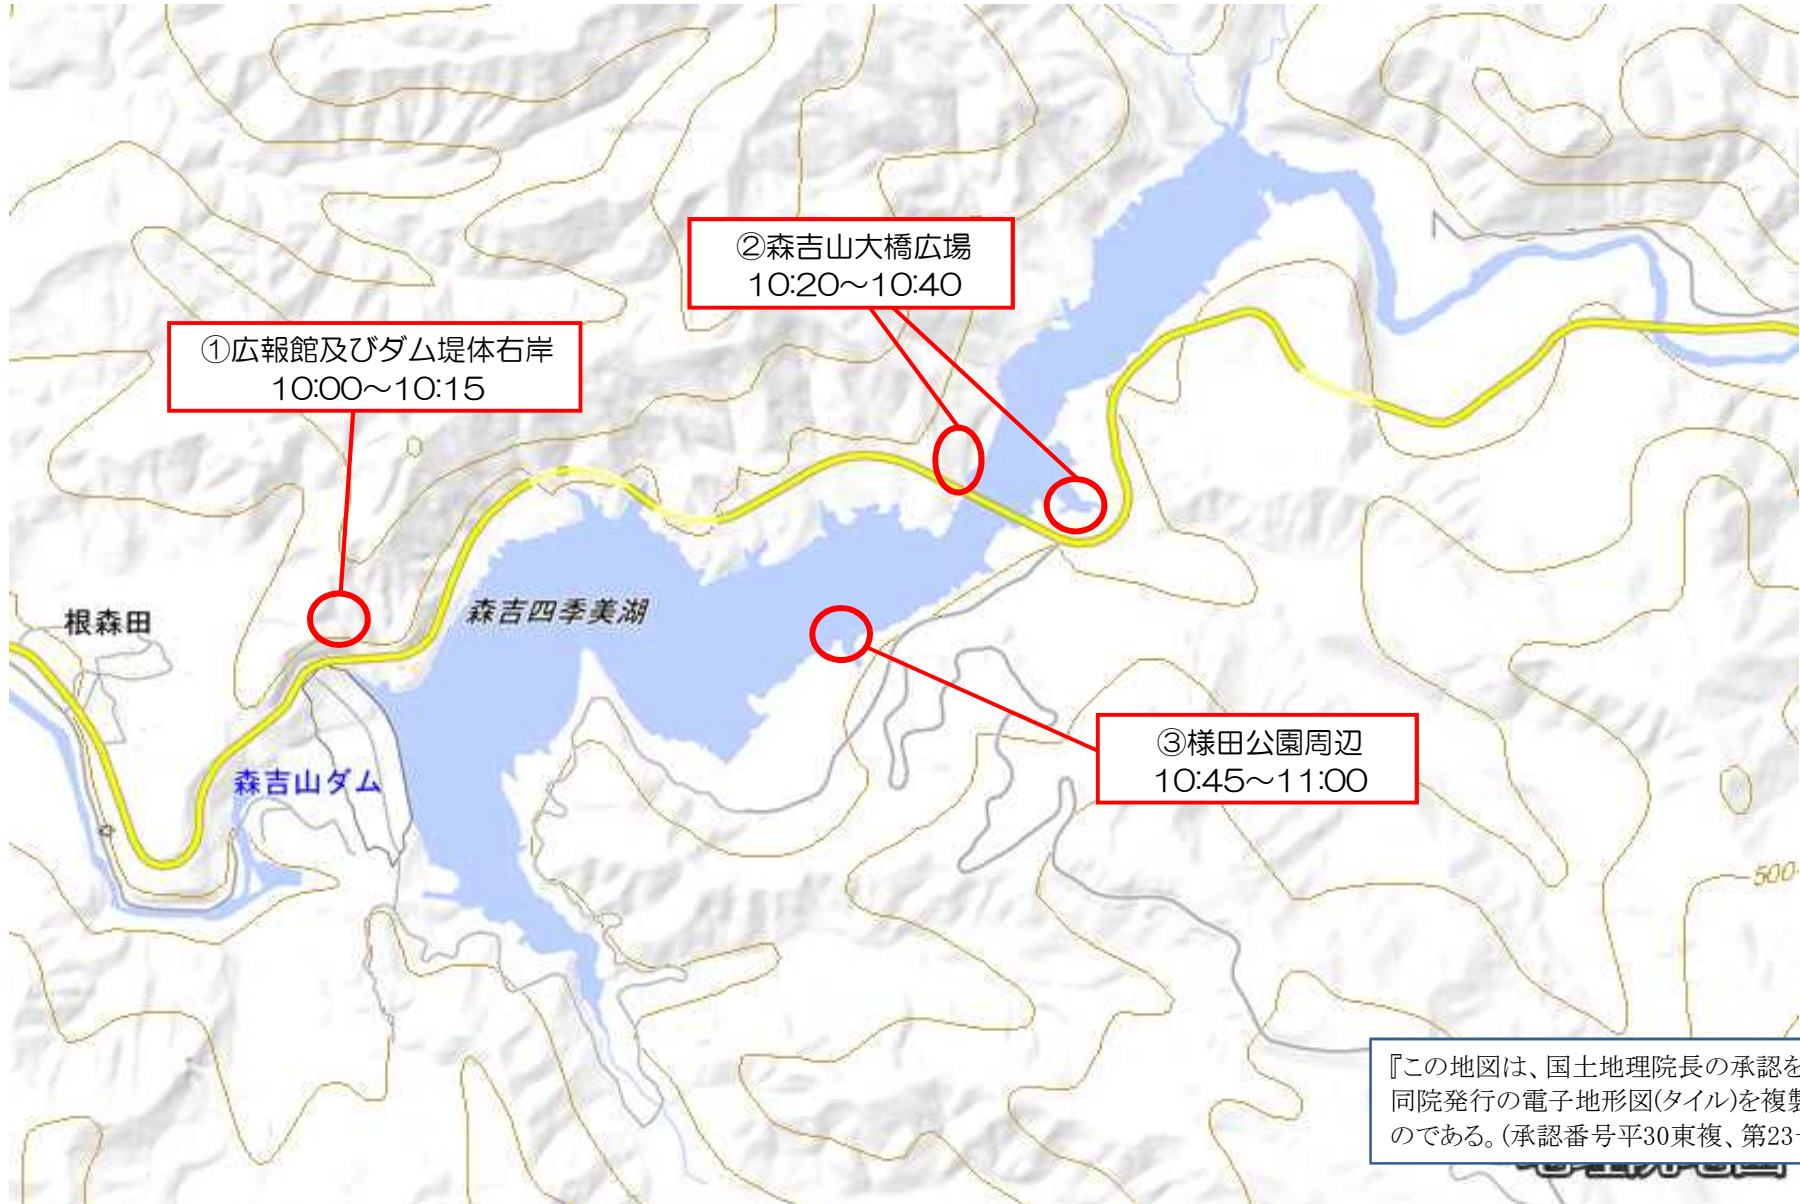 ②森吉山大橋広場
10:20～10:40
①広報館及びダム堤体右岸
10:00～10:15
根森田
森吉四季美湖
③様田公園周辺
10:45～11:00
森吉山ダム
500
『この地図は、国土地理院長の承認を
同院発行の電子地形図(タイル)を複製
のである。(承認番号平30東複、第23